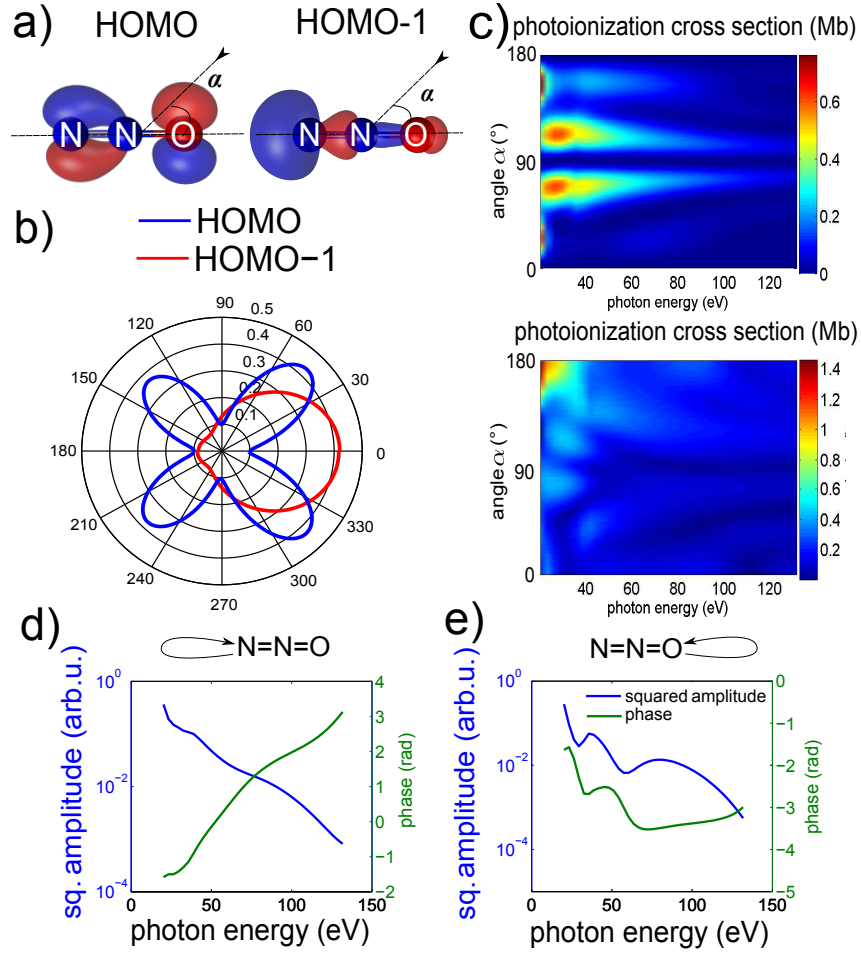 a)
HOMO
HOMO-1
α
α
N N O
N N O
b)
HOMO
HOMO−1
90
0.5
120
60
0.4
0.3
150
30
0.2
0.1
180
0
210
330
240
300
270
c)
photoionization cross section (Mb)
180
90
0
angle α (°)
40 60 80 100 120
photon energy (eV)
0.6
0.4
0.2
0
photoionization cross section (Mb)
180
90
0
angle α (°)
40 60 80 100 120
photon energy (eV)
1.4
1.2
1
0.8
0.6
0.4
0.2
d)
N=N=O
sq. amplitude (arb.u.)
10^0
10^−2
10^−4
0 50 100 150
photon energy (eV)
4
3
2
1
0
−1
−2
phase (rad)
e)
N=N=O
squared amplitude
phase
sq. amplitude (arb.u.)
10^0
10^−2
10^−4
0 50 100 150
photon energy (eV)
0
−1
−2
−3
−4
−5
phase (rad)